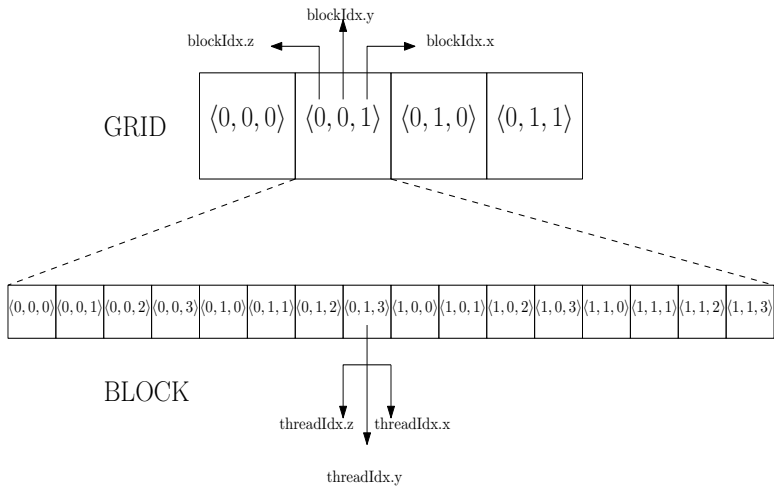 blockIdx.y
blockIdx.z
blockIdx.x
GRID
⟨0, 0, 0⟩ ⟨0, 0, 1⟩ ⟨0, 1, 0⟩ ⟨0, 1, 1⟩
⟨0, 0, 0⟩ ⟨0, 0, 1⟩ ⟨0, 0, 2⟩ ⟨0, 0, 3⟩ ⟨0, 1, 0⟩ ⟨0, 1, 1⟩ ⟨0, 1, 2⟩ ⟨0, 1, 3⟩ ⟨1, 0, 0⟩ ⟨1, 0, 1⟩ ⟨1, 0, 2⟩ ⟨1, 0, 3⟩ ⟨1, 1, 0⟩ ⟨1, 1, 1⟩ ⟨1, 1, 2⟩ ⟨1, 1, 3⟩
BLOCK
threadIdx.z threadIdx.x
threadIdx.y